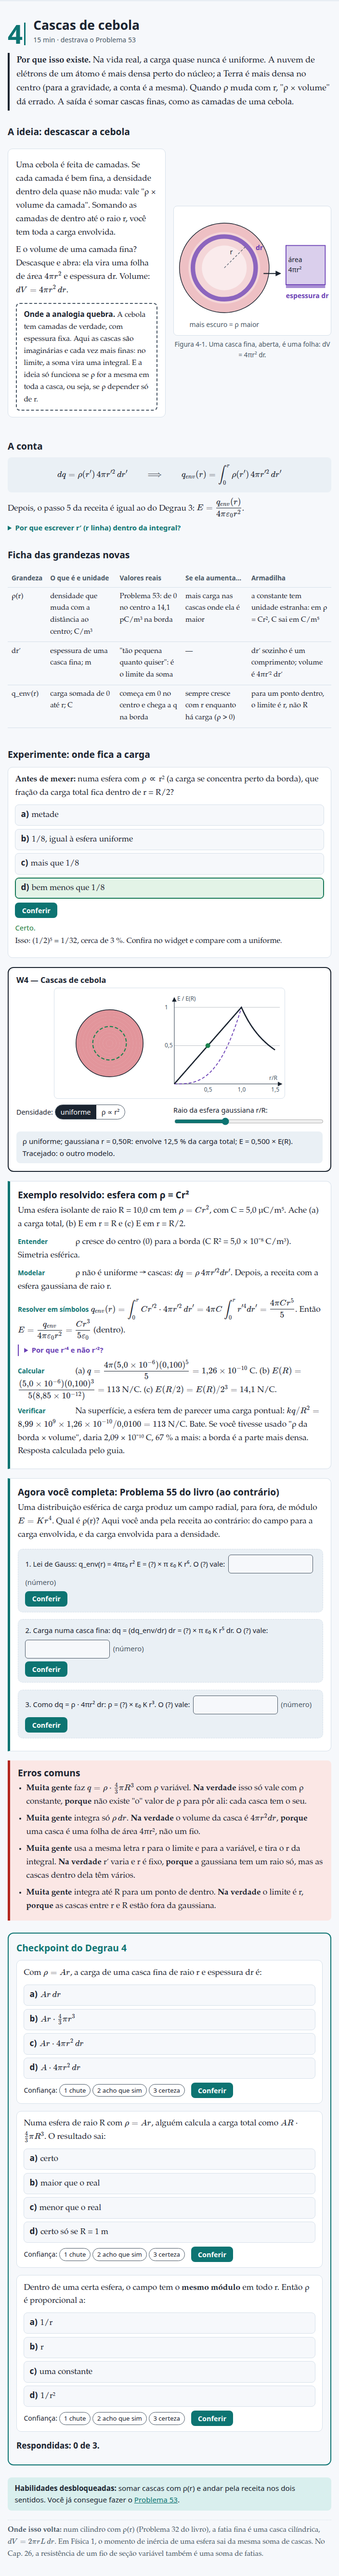 4 Cascas de cebola
15 min · destrava o Problema 53
Por que isso existe. Na vida real, a carga quase nunca é uniforme. A nuvem de
elétrons de um átomo é mais densa perto do núcleo; a Terra é mais densa no
centro (para a gravidade, a conta é a mesma). Quando ρ muda com r, "ρ × volume"
dá errado. A saída é somar cascas finas, como as camadas de uma cebola.
A ideia: descascar a cebola
Uma cebola é feita de camadas. Se
cada camada é bem fina, a densidade
dentro dela quase não muda: vale "ρ ×
volume da camada". Somando as
camadas de dentro até o raio r, você
tem toda a carga envolvida.
E o volume de uma camada fina?
Descasque e abra: ela vira uma folha
de área 4πr² e espessura dr. Volume:
dV = 4πr² dr.
Onde a analogia quebra. A cebola
tem camadas de verdade, com
espessura fixa. Aqui as cascas são
imaginárias e cada vez mais finas: no
limite, a soma vira uma integral. E a
ideia só funciona se ρ for a mesma em
toda a casca, ou seja, se ρ depender só
de r.
r
dr
área
4πr²
espessura dr
mais escuro = ρ maior
Figura 4-1. Uma casca fina, aberta, é uma folha: dV
= 4πr² dr.
A conta
dq = ρ(r′) 4πr′² dr′ ⟹ q_env(r) = ∫₀^r ρ(r′) 4πr′² dr′
Depois, o passo 5 da receita é igual ao do Degrau 3: E = q_env(r) / 4πε₀r².
▸ Por que escrever r′ (r linha) dentro da integral?
Ficha das grandezas novas
Grandeza O que é e unidade Valores reais Se ela aumenta... Armadilha
ρ(r) densidade que muda com a distância ao centro; C/m³ Problema 53: de 0 no centro a 14,1 pC/m³ na borda mais carga nas cascas onde ela é maior a constante tem unidade estranha: em ρ = Cr², C sai em C/m⁵
dr′ espessura de uma casca fina; m "tão pequena quanto quiser": é o limite da soma — dr′ sozinho é um comprimento; volume é 4πr′² dr′
q_env(r) carga somada de 0 até r; C começa em 0 no centro e chega a q na borda sempre cresce com r enquanto há carga (ρ > 0) para um ponto dentro, o limite é r, não R
Experimente: onde fica a carga
Antes de mexer: numa esfera com ρ ∝ r² (a carga se concentra perto da borda), que
fração da carga total fica dentro de r = R/2?
a) metade
b) 1/8, igual à esfera uniforme
c) mais que 1/8
d) bem menos que 1/8
Conferir
Certo.
Isso: (1/2)⁵ = 1/32, cerca de 3 %. Confira no widget e compare com a uniforme.
W4 — Cascas de cebola
E / E(R)
1
0,5
r/R
0,5 1,0 1,5
Densidade: uniforme ρ ∝ r²
Raio da esfera gaussiana r/R:
ρ uniforme; gaussiana r = 0,50R: envolve 12,5 % da carga total; E = 0,500 × E(R).
Tracejado: o outro modelo.
Exemplo resolvido: esfera com ρ = Cr²
Uma esfera isolante de raio R = 10,0 cm tem ρ = Cr², com C = 5,0 μC/m⁵. Ache (a)
a carga total, (b) E em r = R e (c) E em r = R/2.
Entender ρ cresce do centro (0) para a borda (C R² = 5,0 × 10⁻⁸ C/m³).
Simetria esférica.
Modelar ρ não é uniforme → cascas: dq = ρ 4πr′² dr′. Depois, a receita com a
esfera gaussiana de raio r.
Resolver em símbolos q_env(r) = ∫₀^r Cr′² · 4πr′² dr′ = 4πC ∫₀^r r′⁴ dr′ = 4πCr⁵ / 5. Então
E = q_env / 4πε₀r² = Cr³ / 5ε₀ (dentro).
▸ Por que r′⁴ e não r′²?
Calcular (a) q = 4π(5,0 × 10⁻⁶)(0,100)⁵ / 5 = 1,26 × 10⁻¹⁰ C. (b) E(R) =
(5,0 × 10⁻⁶)(0,100)³ / 5(8,85 × 10⁻¹²) = 113 N/C. (c) E(R/2) = E(R)/2³ = 14,1 N/C.
Verificar Na superfície, a esfera tem de parecer uma carga pontual: kq/R² =
8,99 × 10⁹ × 1,26 × 10⁻¹⁰/0,0100 = 113 N/C. Bate. Se você tivesse usado "ρ da
borda × volume", daria 2,09 × 10⁻¹⁰ C, 67 % a mais: a borda é a parte mais densa.
Resposta calculada pelo guia.
Agora você completa: Problema 55 do livro (ao contrário)
Uma distribuição esférica de carga produz um campo radial, para fora, de módulo
E = Kr⁴. Qual é ρ(r)? Aqui você anda pela receita ao contrário: do campo para a
carga envolvida, e da carga envolvida para a densidade.
1. Lei de Gauss: q_env(r) = 4πε₀ r² E = (?) × π ε₀ K r⁶. O (?) vale:
(número)
Conferir
2. Carga numa casca fina: dq = (dq_env/dr) dr = (?) × π ε₀ K r⁵ dr. O (?) vale:
(número)
Conferir
3. Como dq = ρ · 4πr² dr: ρ = (?) × ε₀ K r³. O (?) vale: (número)
Conferir
Erros comuns
• Muita gente faz q = ρ · 4/3 πR³ com ρ variável. Na verdade isso só vale com ρ
constante, porque não existe "o" valor de ρ para pôr ali: cada casca tem o seu.
• Muita gente integra só ρ dr. Na verdade o volume da casca é 4πr² dr, porque
uma casca é uma folha de área 4πr², não um fio.
• Muita gente usa a mesma letra r para o limite e para a variável, e tira o r da
integral. Na verdade r′ varia e r é fixo, porque a gaussiana tem um raio só, mas as
cascas dentro dela têm vários.
• Muita gente integra até R para um ponto de dentro. Na verdade o limite é r,
porque as cascas entre r e R estão fora da gaussiana.
Checkpoint do Degrau 4
Com ρ = Ar, a carga de uma casca fina de raio r e espessura dr é:
a) Ar dr
b) Ar · 4/3 πr³
c) Ar · 4πr² dr
d) A · 4πr² dr
Confiança: 1 chute 2 acho que sim 3 certeza Conferir
Numa esfera de raio R com ρ = Ar, alguém calcula a carga total como AR ·
4/3 πR³. O resultado sai:
a) certo
b) maior que o real
c) menor que o real
d) certo só se R = 1 m
Confiança: 1 chute 2 acho que sim 3 certeza Conferir
Dentro de uma certa esfera, o campo tem o mesmo módulo em todo r. Então ρ
é proporcional a:
a) 1/r
b) r
c) uma constante
d) 1/r²
Confiança: 1 chute 2 acho que sim 3 certeza Conferir
Respondidas: 0 de 3.
Habilidades desbloqueadas: somar cascas com ρ(r) e andar pela receita nos dois
sentidos. Você já consegue fazer o Problema 53.
Onde isso volta: num cilindro com ρ(r) (Problema 32 do livro), a fatia fina é uma casca cilíndrica,
dV = 2πrL dr. Em Física 1, o momento de inércia de uma esfera sai da mesma soma de cascas. No
Cap. 26, a resistência de um fio de seção variável também é uma soma de fatias.